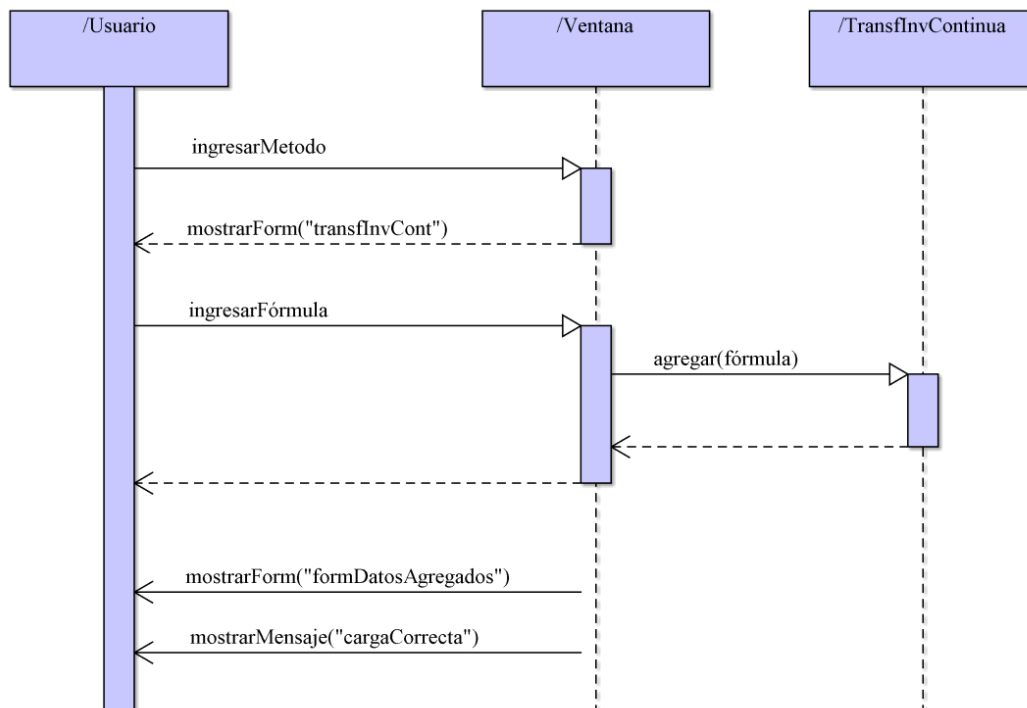 /Usuario
/Ventana
/TransfInvContinua
ingresarMetodo
mostrarForm("transfInvCont")
ingresarFórmula
agregar(fórmula)
mostrarForm("formDatosAgregados")
mostrarMensaje("cargaCorrecta")